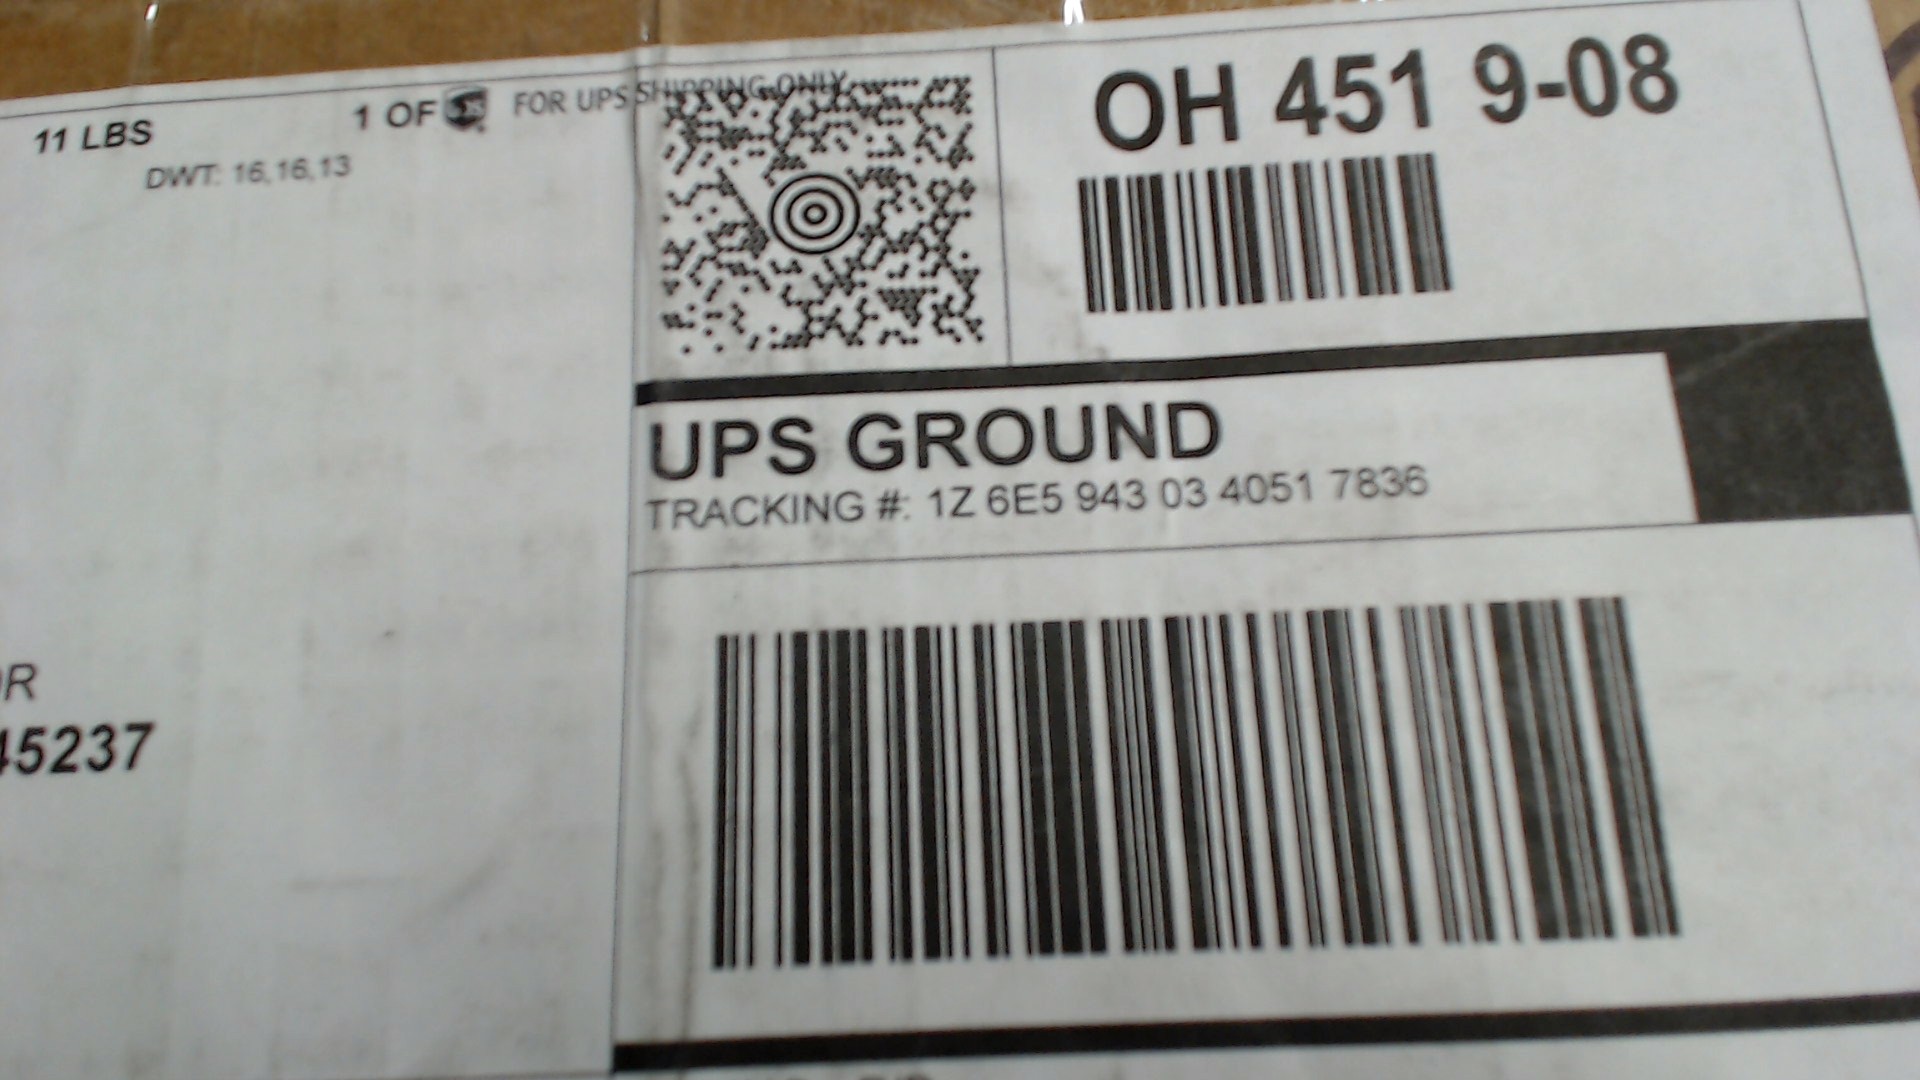 11 LBS
1 OF
FOR UPS SHIPPING ONLY
DWT: 16,16,13
OH 451 9-08
UPS GROUND
TRACKING #: 1Z 6E5 943 03 4051 7836
R
45237